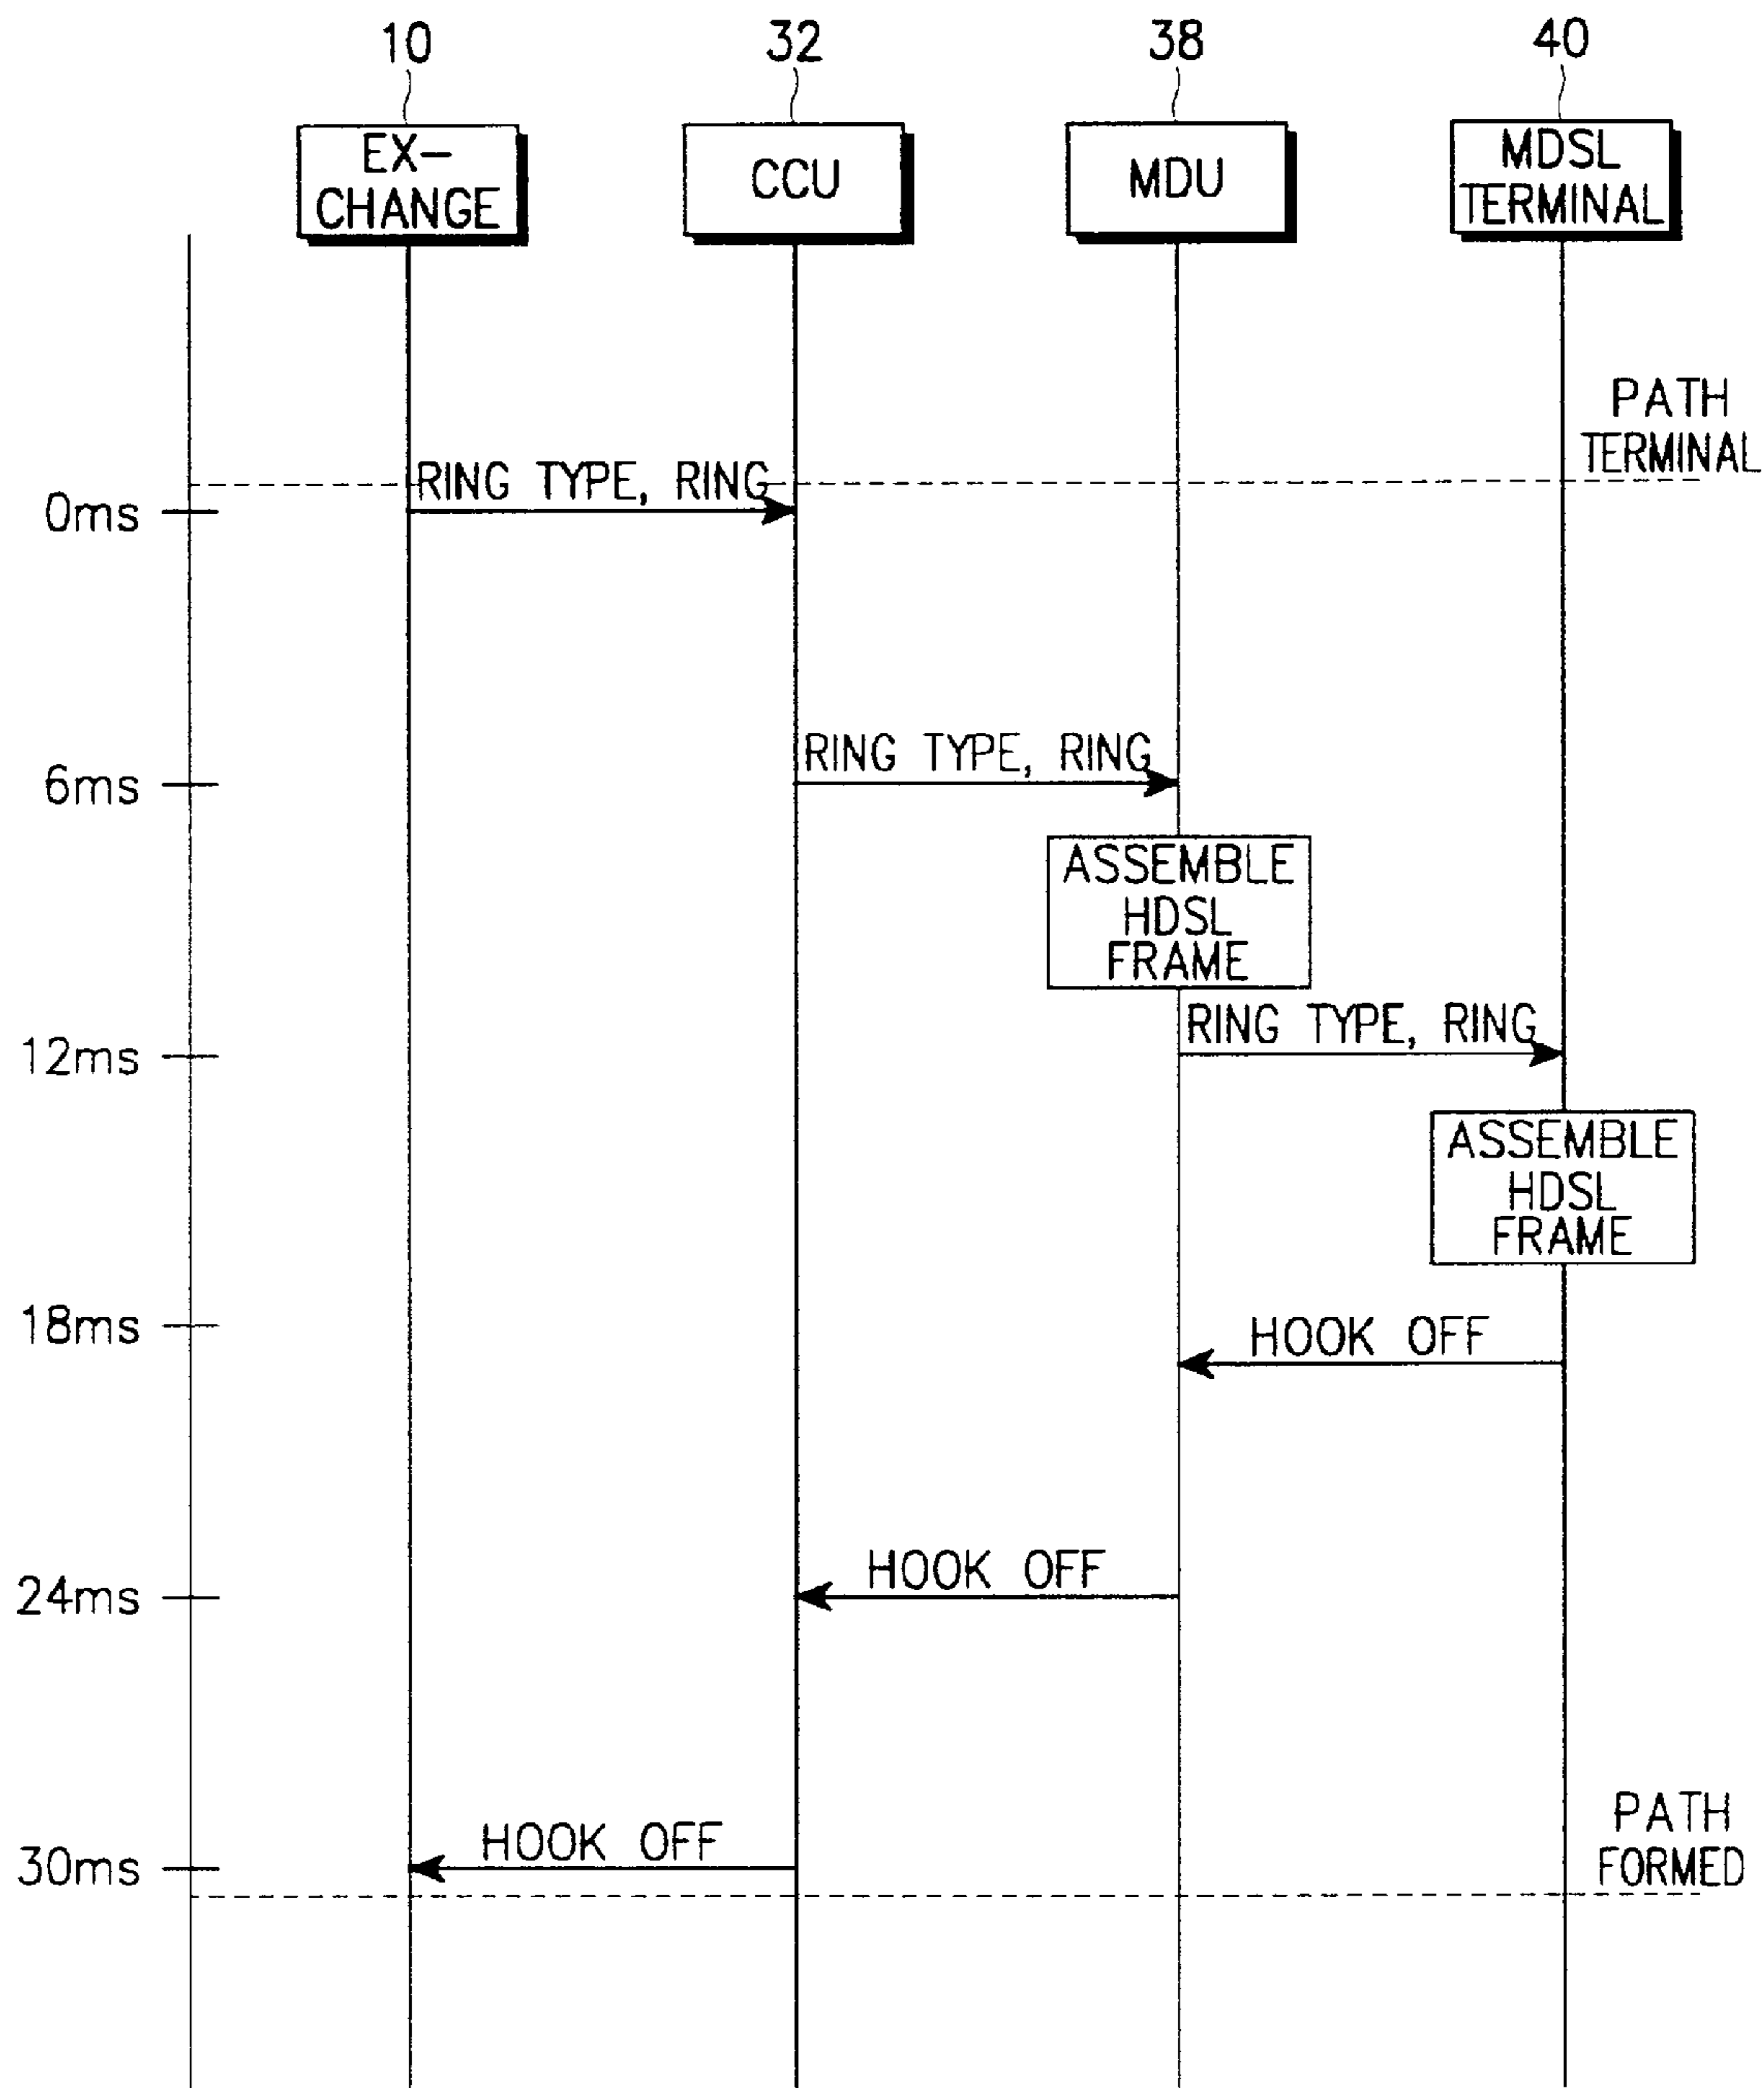 10
32
38
40
EX-
CHANGE
CCU
MDU
MDSL
TERMINAL
PATH
TERMINAL
RING TYPE, RING
0ms
RING TYPE, RING
6ms
ASSEMBLE
HDSL
FRAME
RING TYPE, RING
12ms
ASSEMBLE
HDSL
FRAME
18ms
HOOK OFF
HOOK OFF
24ms
PATH
FORMED
HOOK OFF
30ms